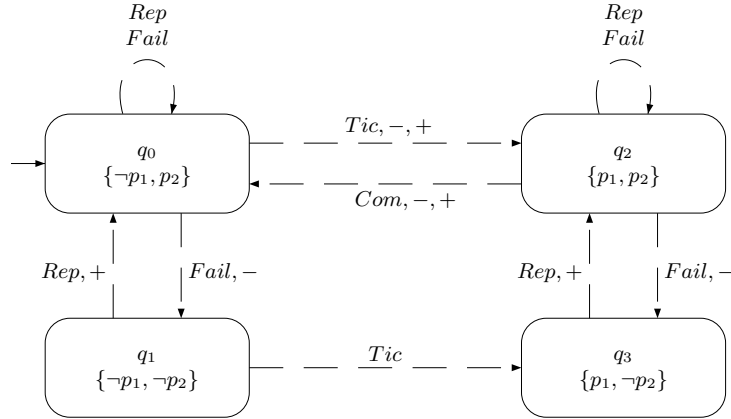 Rep
Fail
Rep
Fail
q₀
{¬p₁, p₂}
Tic, −, +
Com, −, +
q₂
{p₁, p₂}
Rep, +
Fail, −
Rep, +
Fail, −
q₁
{¬p₁, ¬p₂}
Tic
q₃
{p₁, ¬p₂}